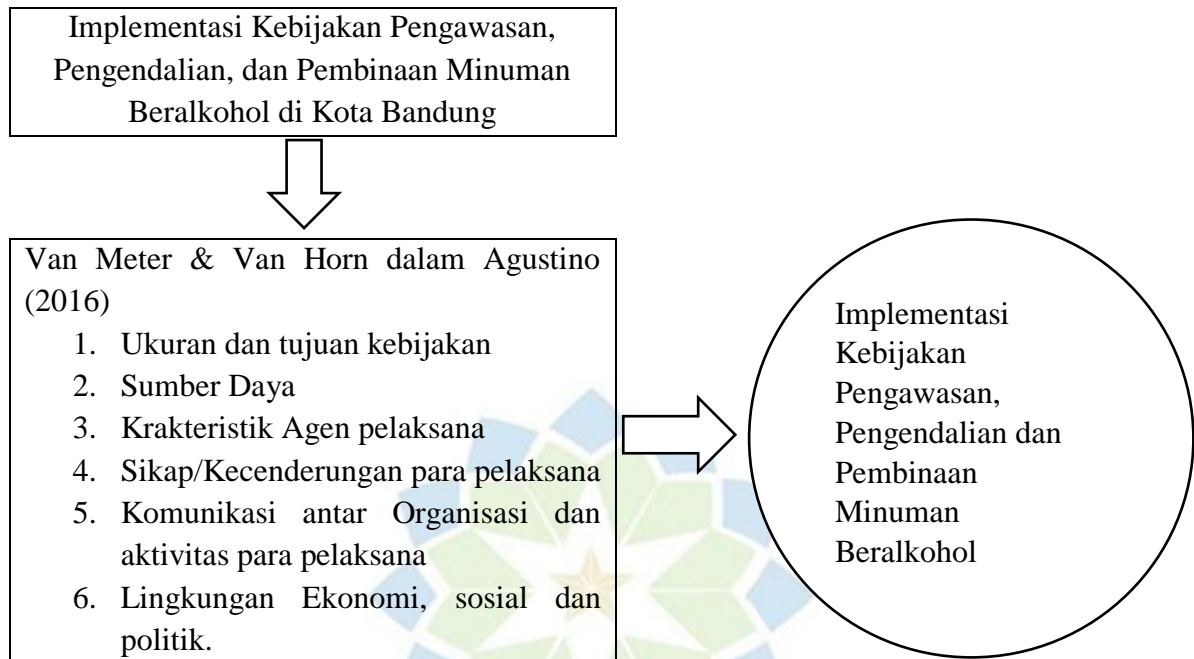 Implementasi Kebijakan Pengawasan,
Pengendalian, dan Pembinaan Minuman
Beralkohol di Kota Bandung
Van Meter & Van Horn dalam Agustino
(2016)
1. Ukuran dan tujuan kebijakan
2. Sumber Daya
3. Krakteristik Agen pelaksana
4. Sikap/Kecenderungan para pelaksana
5. Komunikasi antar Organisasi dan
aktivitas para pelaksana
6. Lingkungan Ekonomi, sosial dan
politik.
Implementasi
Kebijakan
Pengawasan,
Pengendalian dan
Pembinaan
Minuman
Beralkohol